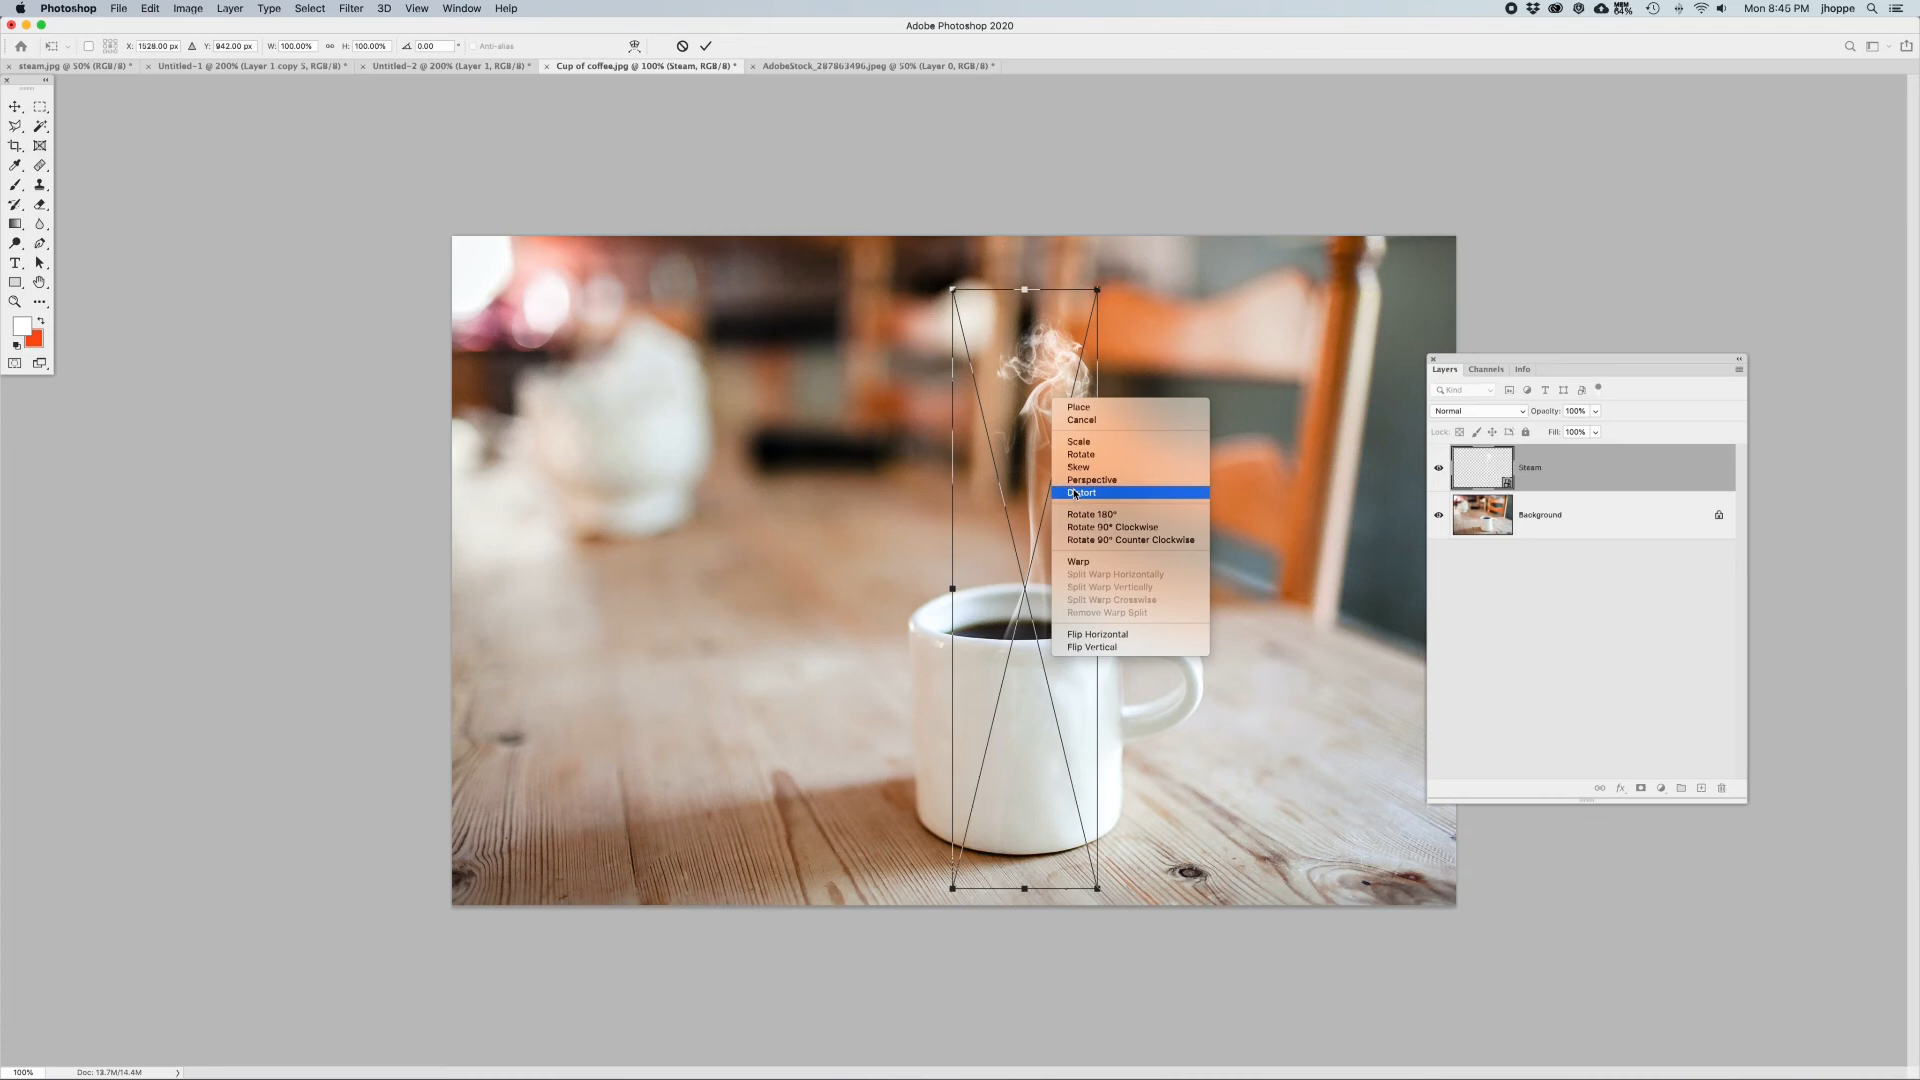 Photoshop File Edit Image Layer Type Select Filter 3D View Window Help MEM 64% Mon 8:45 PM jhoppe
Adobe Photoshop 2020
X: 1528.00 px Y: 942.00 px W: 100.00% H: 100.00% 0.00 ° Anti-alias
steam.jpg @ 50% (RGB/8) * Untitled-1 @ 200% (Layer 1 copy 5, RGB/8) * Untitled-2 @ 200% (Layer 1, RGB/8) * Cup of coffee.jpg @ 100% (Steam, RGB/8) * AdobeStock_287863496.jpeg @ 50% (Layer 0, RGB/8) *
Place
Cancel
Scale
Rotate
Skew
Perspective
Distort
Rotate 180°
Rotate 90° Clockwise
Rotate 90° Counter Clockwise
Warp
Split Warp Horizontally
Split Warp Vertically
Split Warp Crosswise
Remove Warp Split
Flip Horizontal
Flip Vertical
Layers Channels Info
Kind
Normal Opacity: 100%
Lock: Fill: 100%
Steam
Background
100% Doc: 13.7M/14.4M